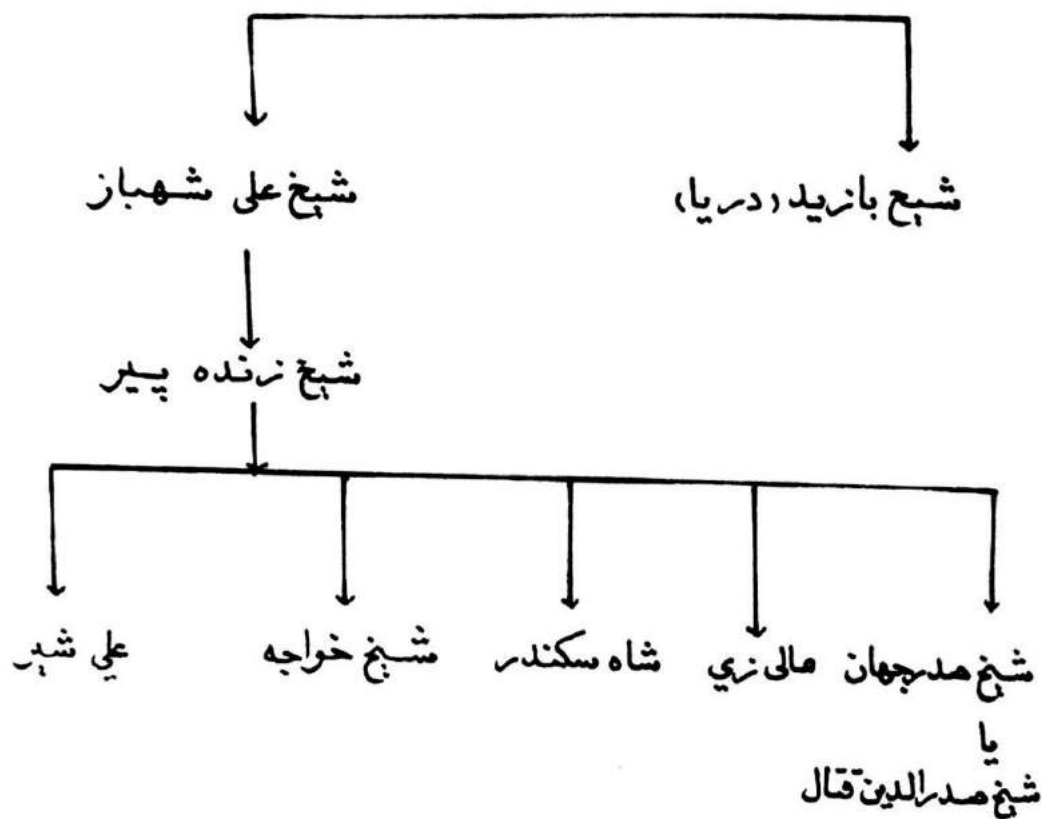 شیخ بازید (دریا)
شیخ علی شهباز
شیخ زنده پیر
شیخ صدرجهان
مالی زي
شاه سکندر
شیخ خواجه
علي شیر
یا
شیخ صدرالدین قتال